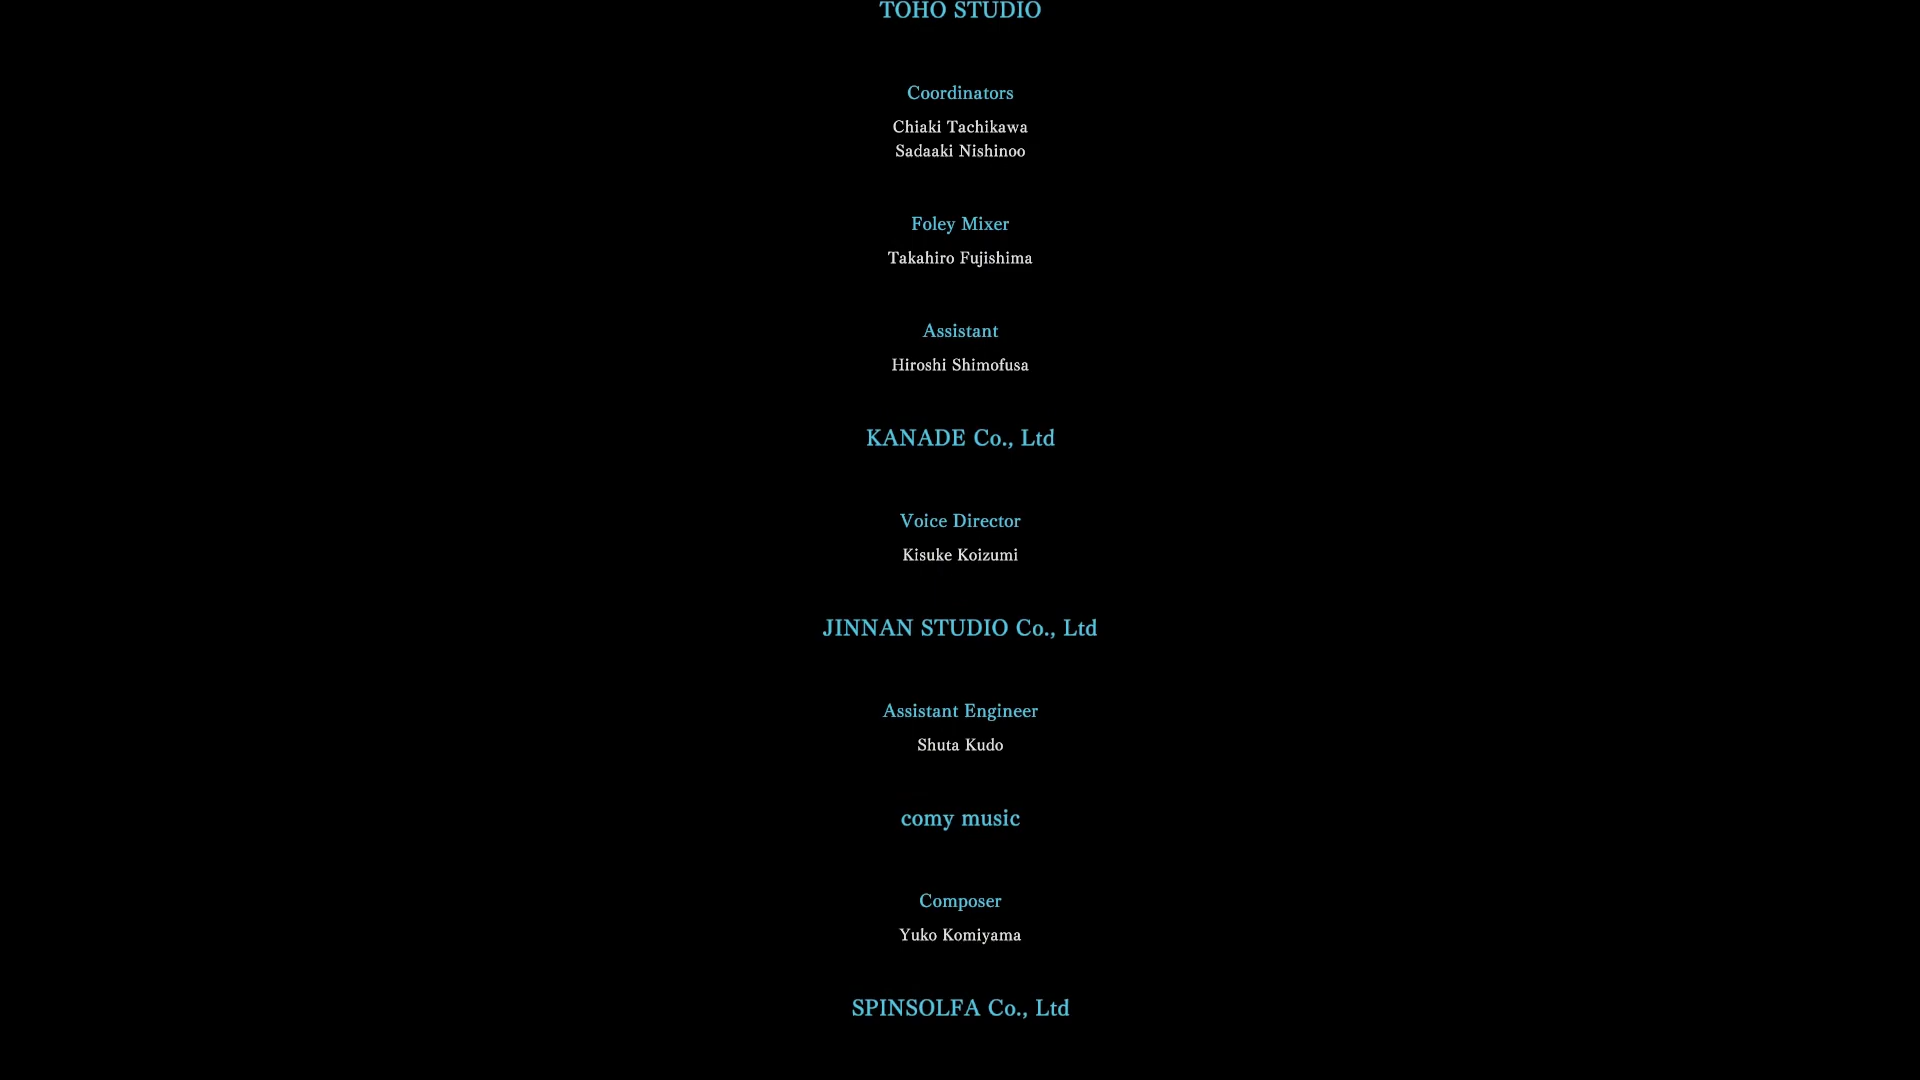 TOHO STUDIO
Coordinators
Chiaki Tachikawa
Sadaaki Nishinoo
Foley Mixer
Takahiro Fujishima
Assistant
Hiroshi Shimofusa
KANADE Co., Ltd
Voice Director
Kisuke Koizumi
JINNAN STUDIO Co., Ltd
Assistant Engineer
Shuta Kudo
comy music
Composer
Yuko Komiyama
SPINSOLFA Co., Ltd